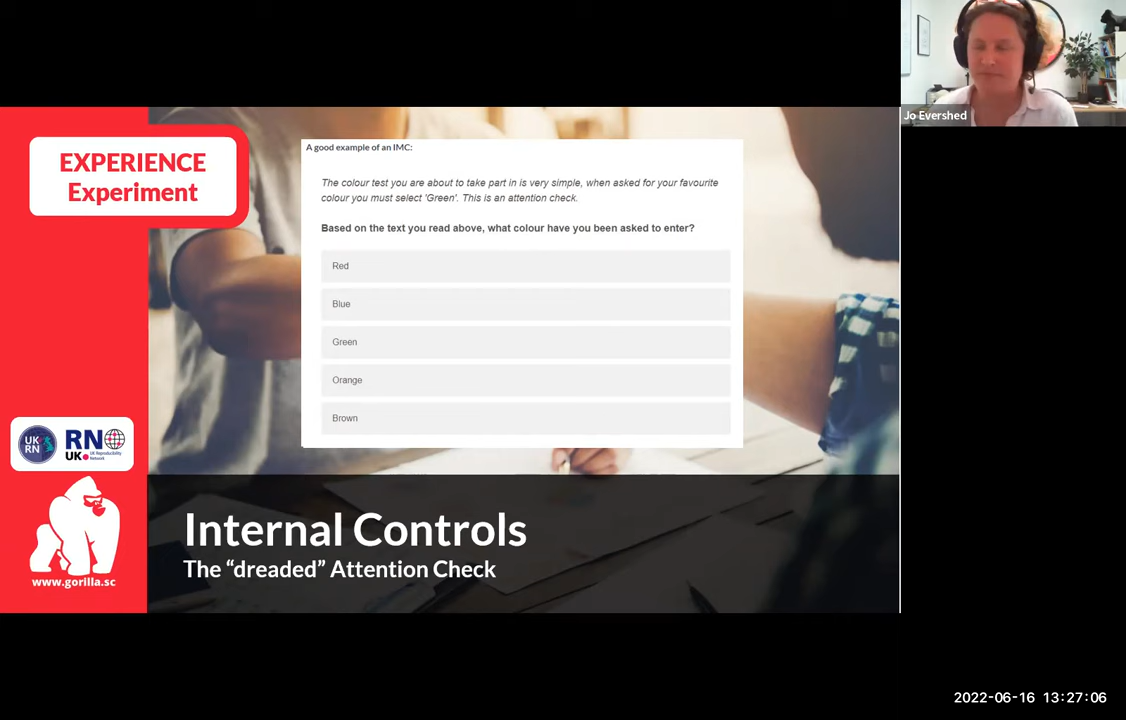 Jo Evershed
EXPERIENCE
Experiment
A good example of an IMC:
The colour test you are about to take part in is very simple, when asked for your favourite
colour you must select 'Green'. This is an attention check.
Based on the text you read above, what colour have you been asked to enter?
Red
Blue
Green
Orange
Brown
UK
RN
RN
UK
UK Reproducibility
Network
www.gorilla.sc
Internal Controls
The “dreaded” Attention Check
2022-06-16 13:27:06